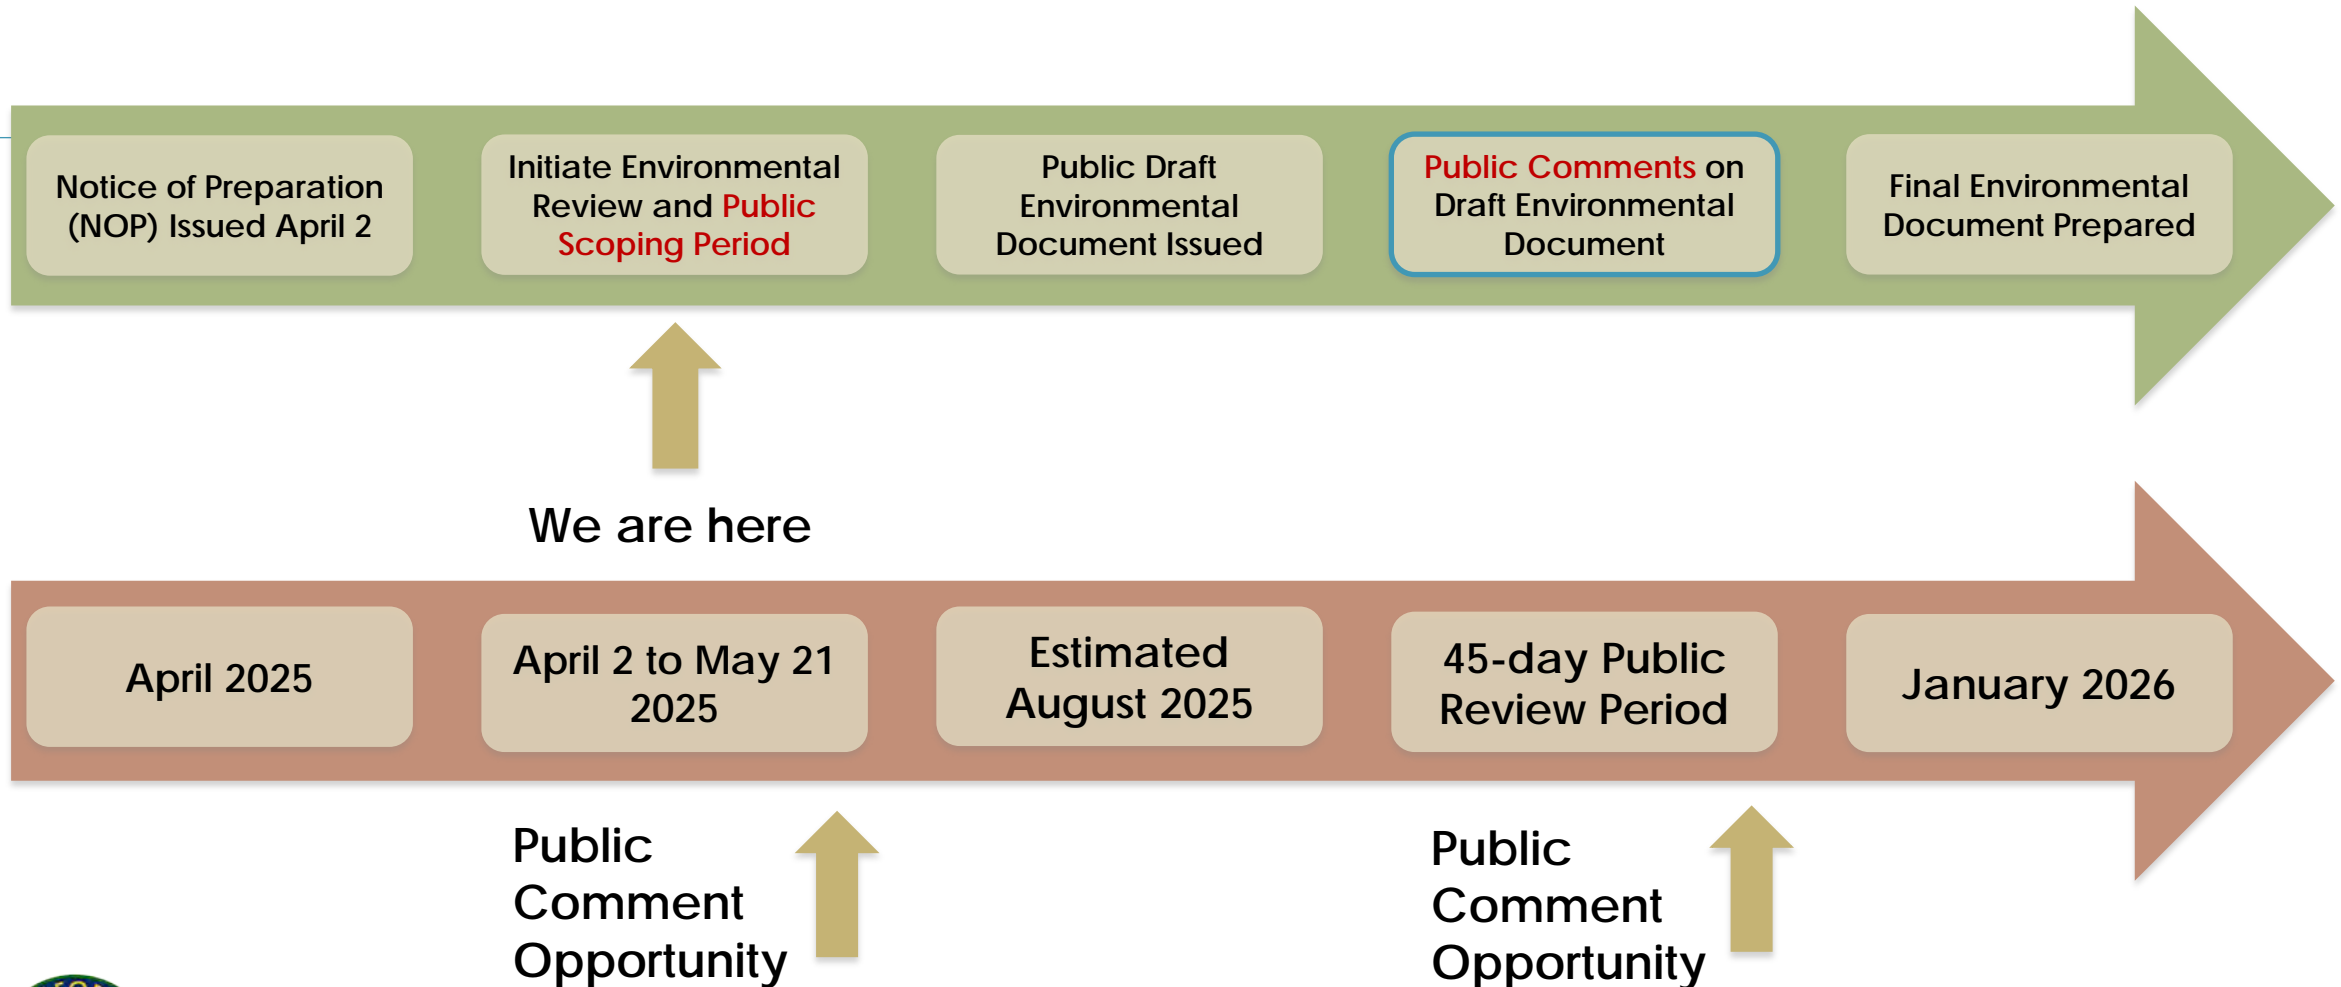 Notice of Preparation
(NOP) Issued April 2
Initiate Environmental
Review and Public
Scoping Period
Public Draft
Environmental
Document Issued
Public Comments on
Draft Environmental
Document
Final Environmental
Document Prepared
We are here
April 2025
April 2 to May 21
2025
Estimated
August 2025
45-day Public
Review Period
January 2026
Public
Comment
Opportunity
Public
Comment
Opportunity